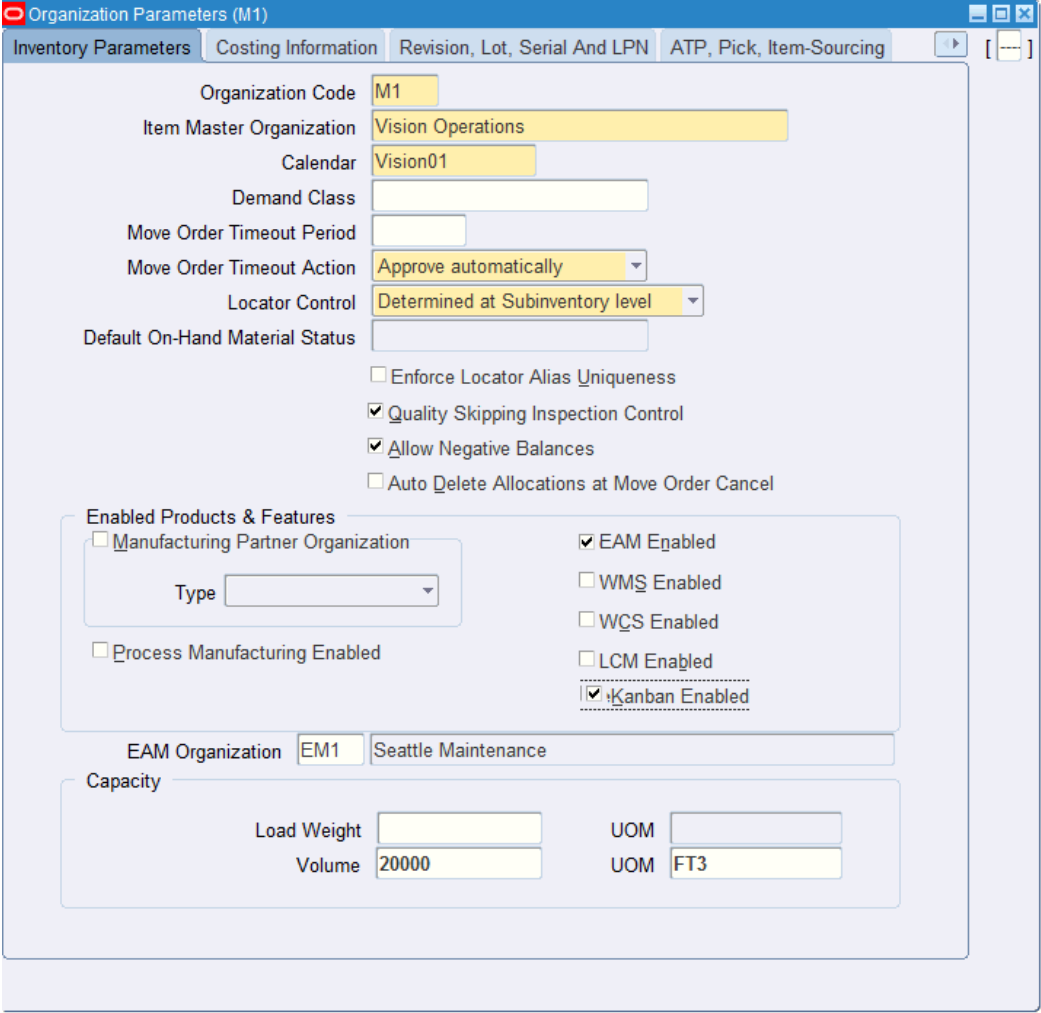 Organization Parameters (M1)
Inventory Parameters Costing Information Revision, Lot, Serial And LPN ATP, Pick, Item-Sourcing [ ---- ]
Organization Code M1
Item Master Organization Vision Operations
Calendar Vision01
Demand Class
Move Order Timeout Period
Move Order Timeout Action Approve automatically
Locator Control Determined at Subinventory level
Default On-Hand Material Status
Enforce Locator Alias Uniqueness
Quality Skipping Inspection Control
Allow Negative Balances
Auto Delete Allocations at Move Order Cancel
Enabled Products & Features
Manufacturing Partner Organization EAM Enabled
Type WMS Enabled
WCS Enabled
Process Manufacturing Enabled LCM Enabled
Kanban Enabled
EAM Organization EM1 Seattle Maintenance
Capacity
Load Weight UOM
Volume 20000 UOM FT3